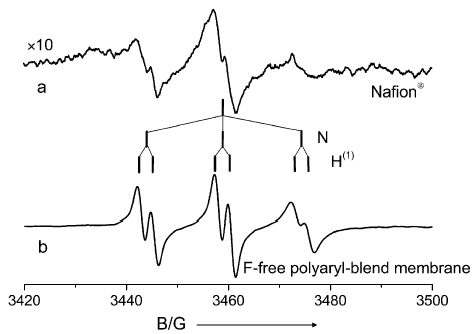 ×10
a
Nafion®
N
H(1)
b
F-free polyaryl-blend membrane
3420 3440 3460 3480 3500
B/G